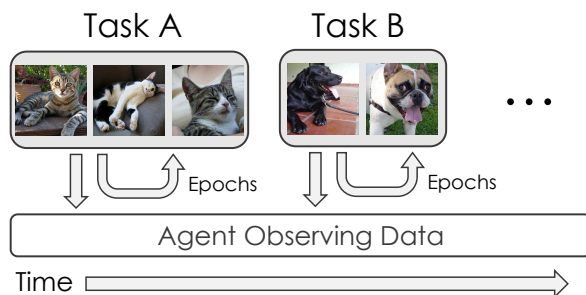 Task A
Task B
...
Epochs
Epochs
Agent Observing Data
Time